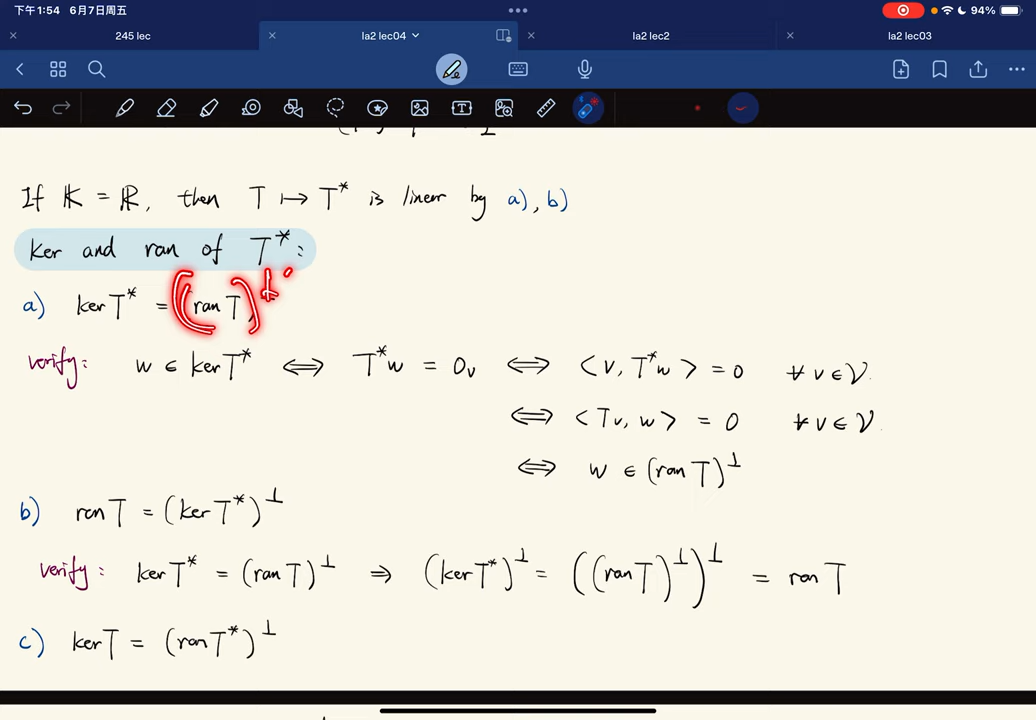 下午1:54 6月7日周五
94%
245 lec
la2 lec04
la2 lec2
la2 lec03
If 𝕂 = ℝ, then T ↦ T* is linear by a), b)
ker and ran of T*:
a) ker T* = (ran T)⊥
verify: w ∈ ker T* ⟺ T*w = 0ᵥ ⟺ <v, T*w> = 0 ∀ v ∈ 𝒱.
⟺ <Tv, w> = 0 ∀ v ∈ 𝒱.
⟺ w ∈ (ran T)⊥
b) ran T = (ker T*)⊥
verify: ker T* = (ran T)⊥ ⇒ (ker T*)⊥ = ((ran T)⊥)⊥ = ran T
c) ker T = (ran T*)⊥